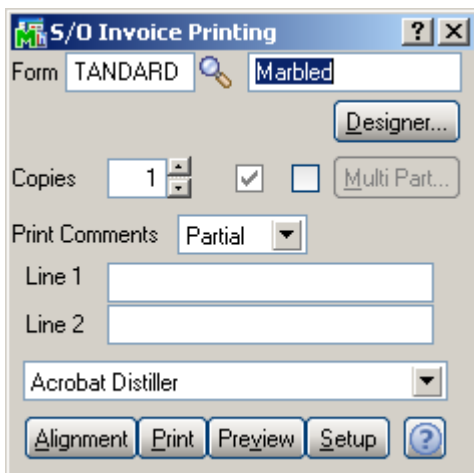 S/O Invoice Printing
Form TANDARD Marbled
Designer...
Copies 1 Multi Part...
Print Comments Partial
Line 1
Line 2
Acrobat Distiller
Alignment Print Preview Setup ?